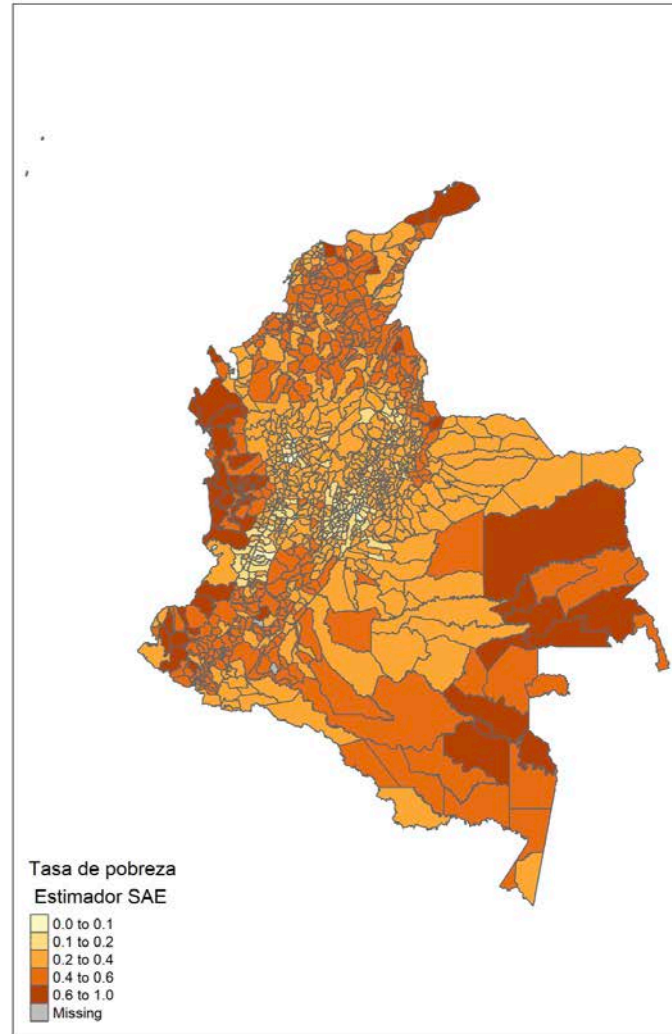 Tasa de pobreza
Estimador SAE
0.0 to 0.1
0.1 to 0.2
0.2 to 0.4
0.4 to 0.6
0.6 to 1.0
Missing